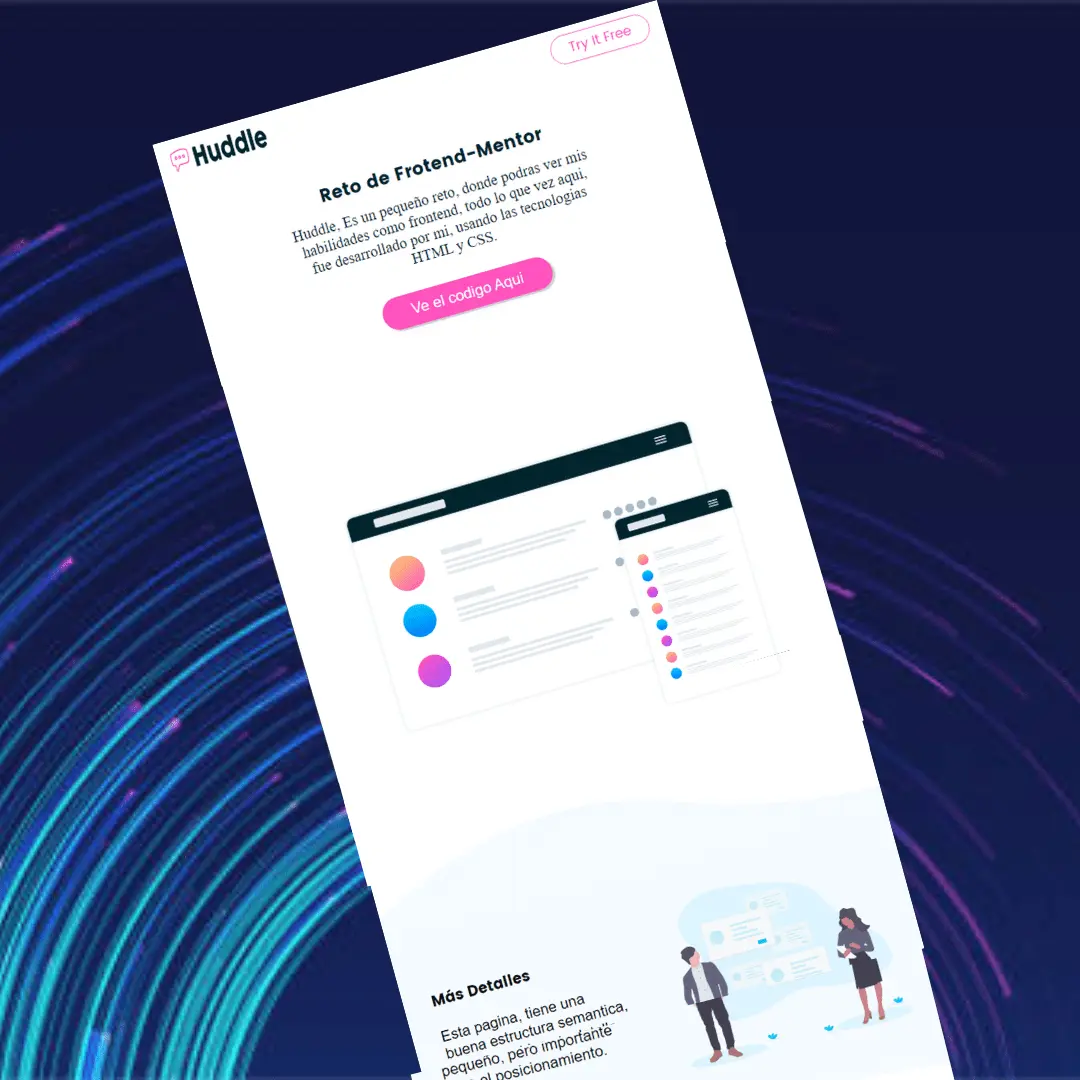 Try It Free
Huddle
Reto de Frotend-Mentor
Huddle, Es un pequeño reto, donde podras ver mis
habilidades como frontend, todo lo que vez aqui,
fue desarrollado por mi, usando las tecnologias
HTML y CSS.
Ve el codigo Aqui
Más Detalles
Esta pagina, tiene una
buena estructura semantica,
pequeño, pero importante
el posicionamiento.